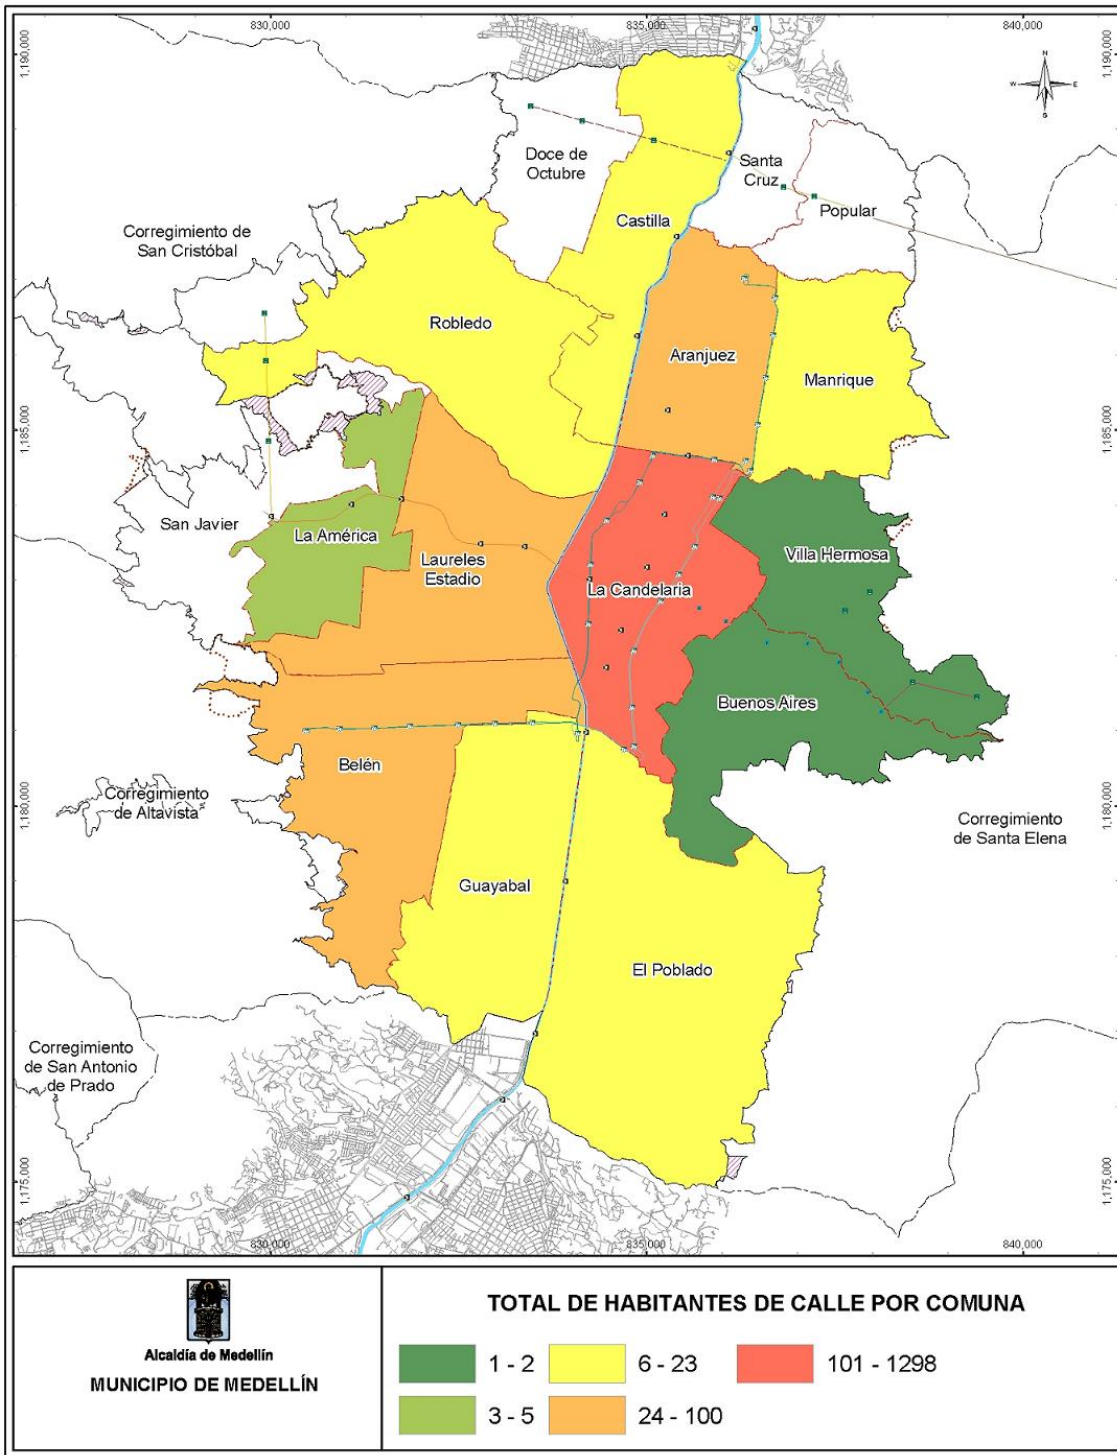 830,000
835,000
840,000
1,190,000
1,190,000
N
W
E
S
Doce de
Octubre
Santa
Cruz
Popular
Castilla
Corregimiento de
San Cristóbal
Robledo
Aranjuez
Manrique
1,185,000
1,185,000
San Javier
La América
Laureles
Estadio
Villa Hermosa
La Candelaria
Buenos Aires
Belén
1,180,000
1,180,000
Corregimiento
de Altavista
Corregimiento
de Santa Elena
Guayabal
El Poblado
Corregimiento
de San Antonio
de Prado
1,175,000
1,175,000
830,000
835,000
840,000
Alcaldía de Medellín
MUNICIPIO DE MEDELLÍN
TOTAL DE HABITANTES DE CALLE POR COMUNA
1 - 2
6 - 23
101 - 1298
3 - 5
24 - 100